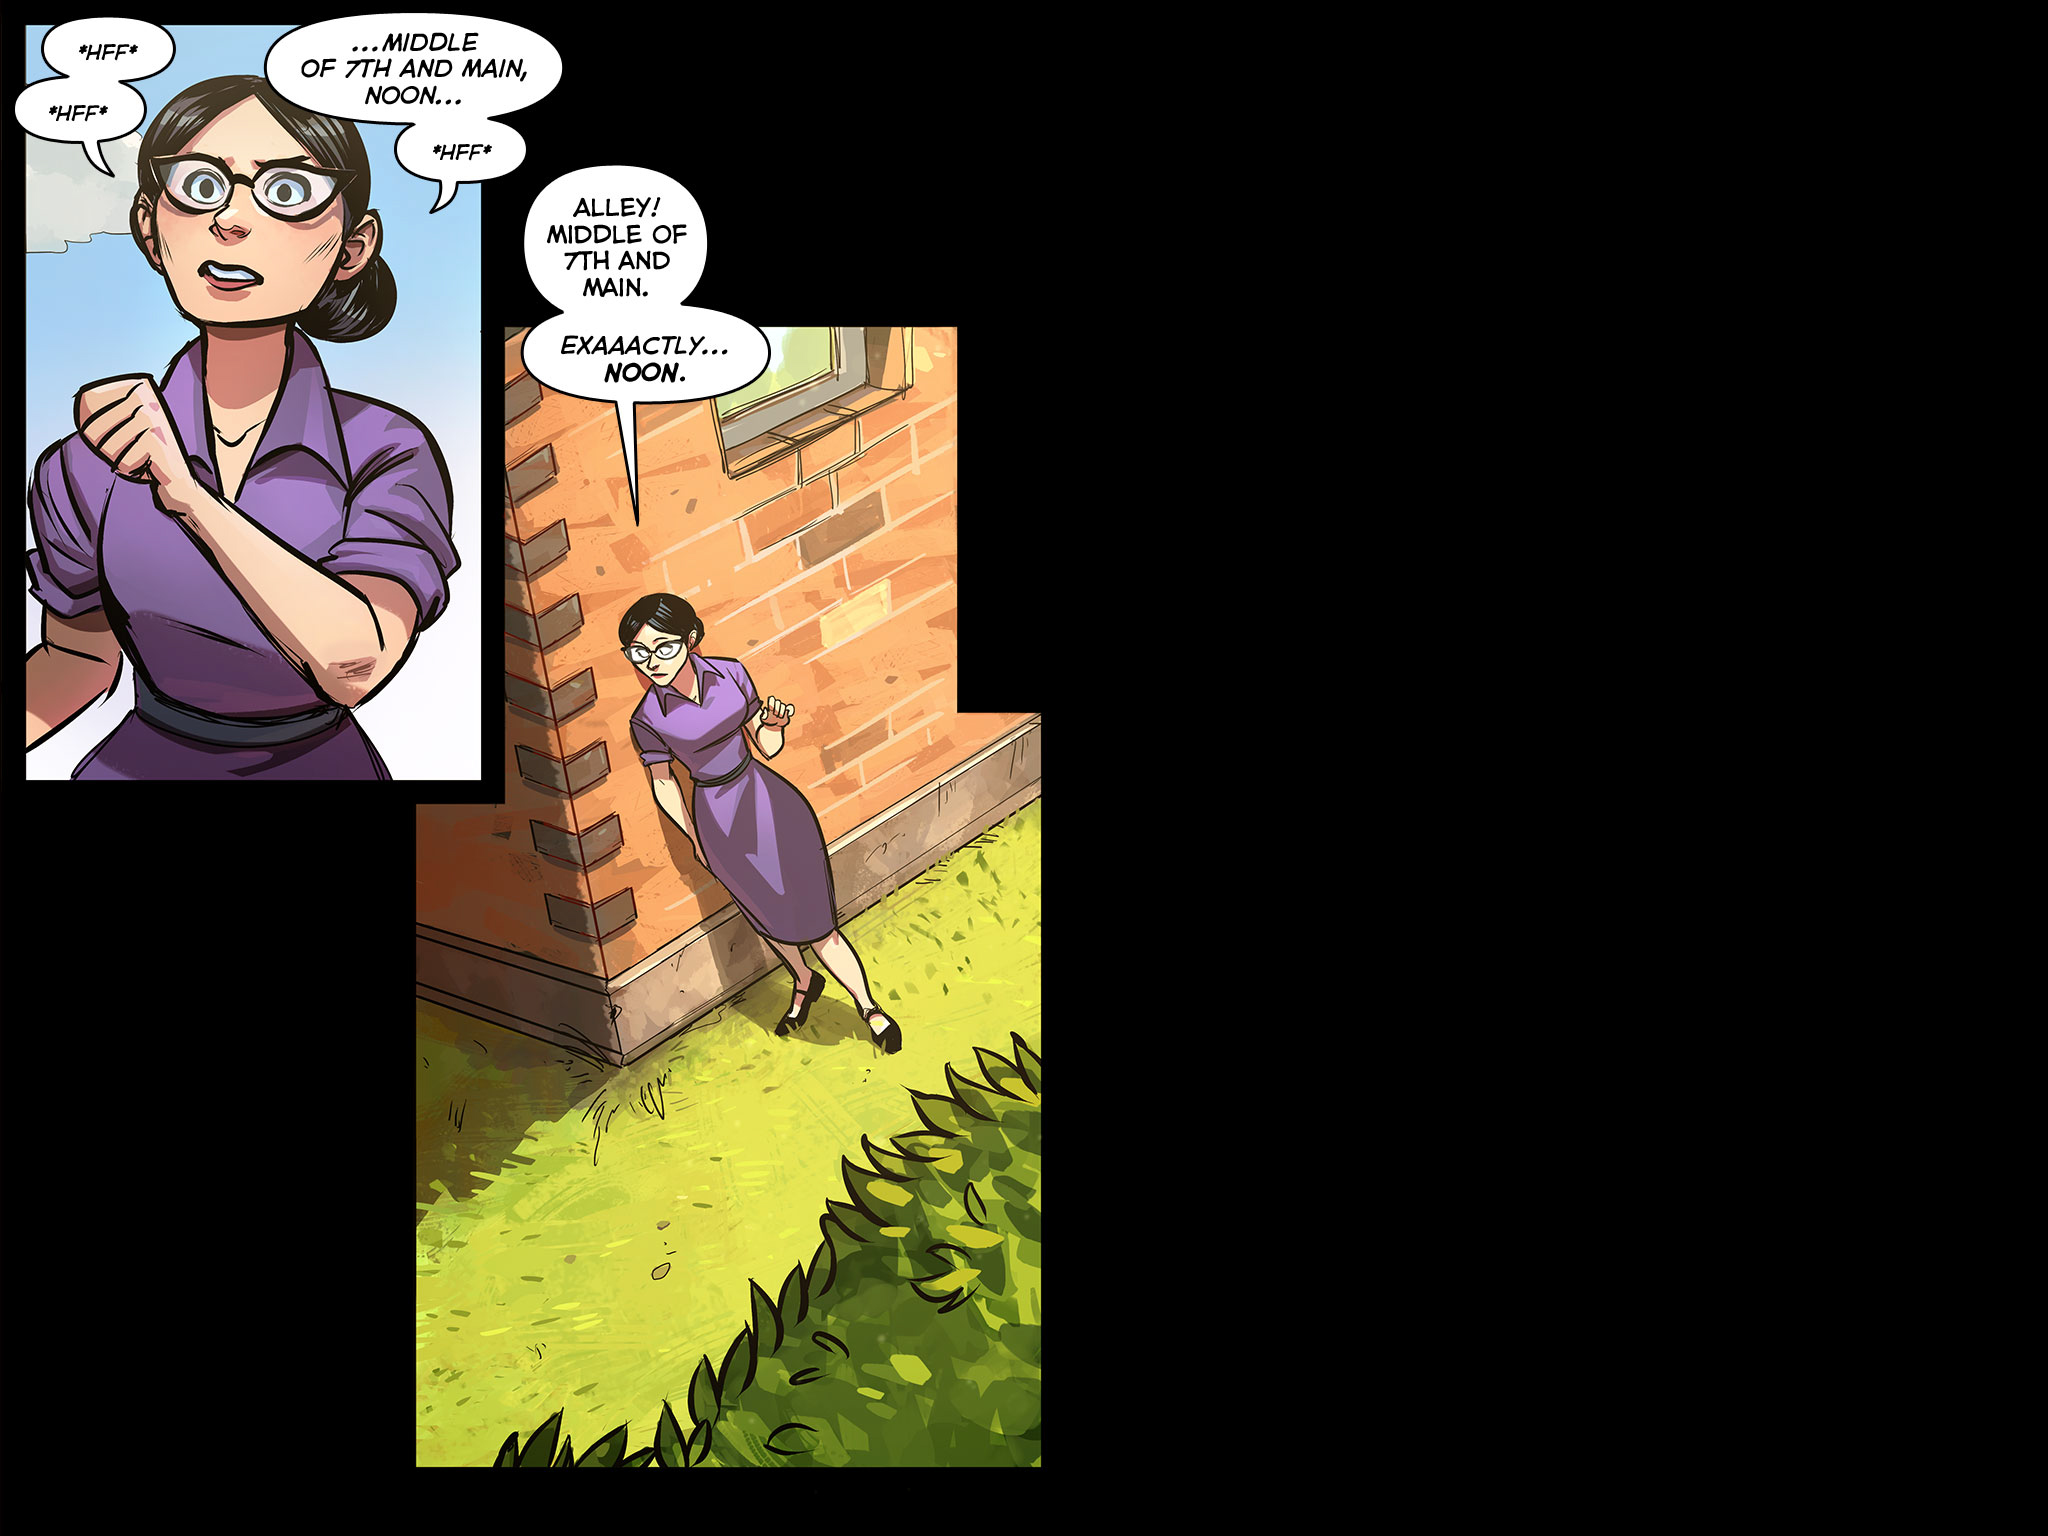 *HFF*
*HFF*
...MIDDLE
OF 7TH AND MAIN,
NOON...
*HFF*
ALLEY!
MIDDLE OF
7TH AND
MAIN.
EXAAACTLY...
NOON.